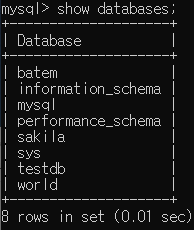 mysql> show databases;
+--------------------+
| Database           |
+--------------------+
| batem              |
| information_schema |
| mysql              |
| performance_schema |
| sakila             |
| sys                |
| testdb             |
| world              |
+--------------------+
8 rows in set (0.01 sec)